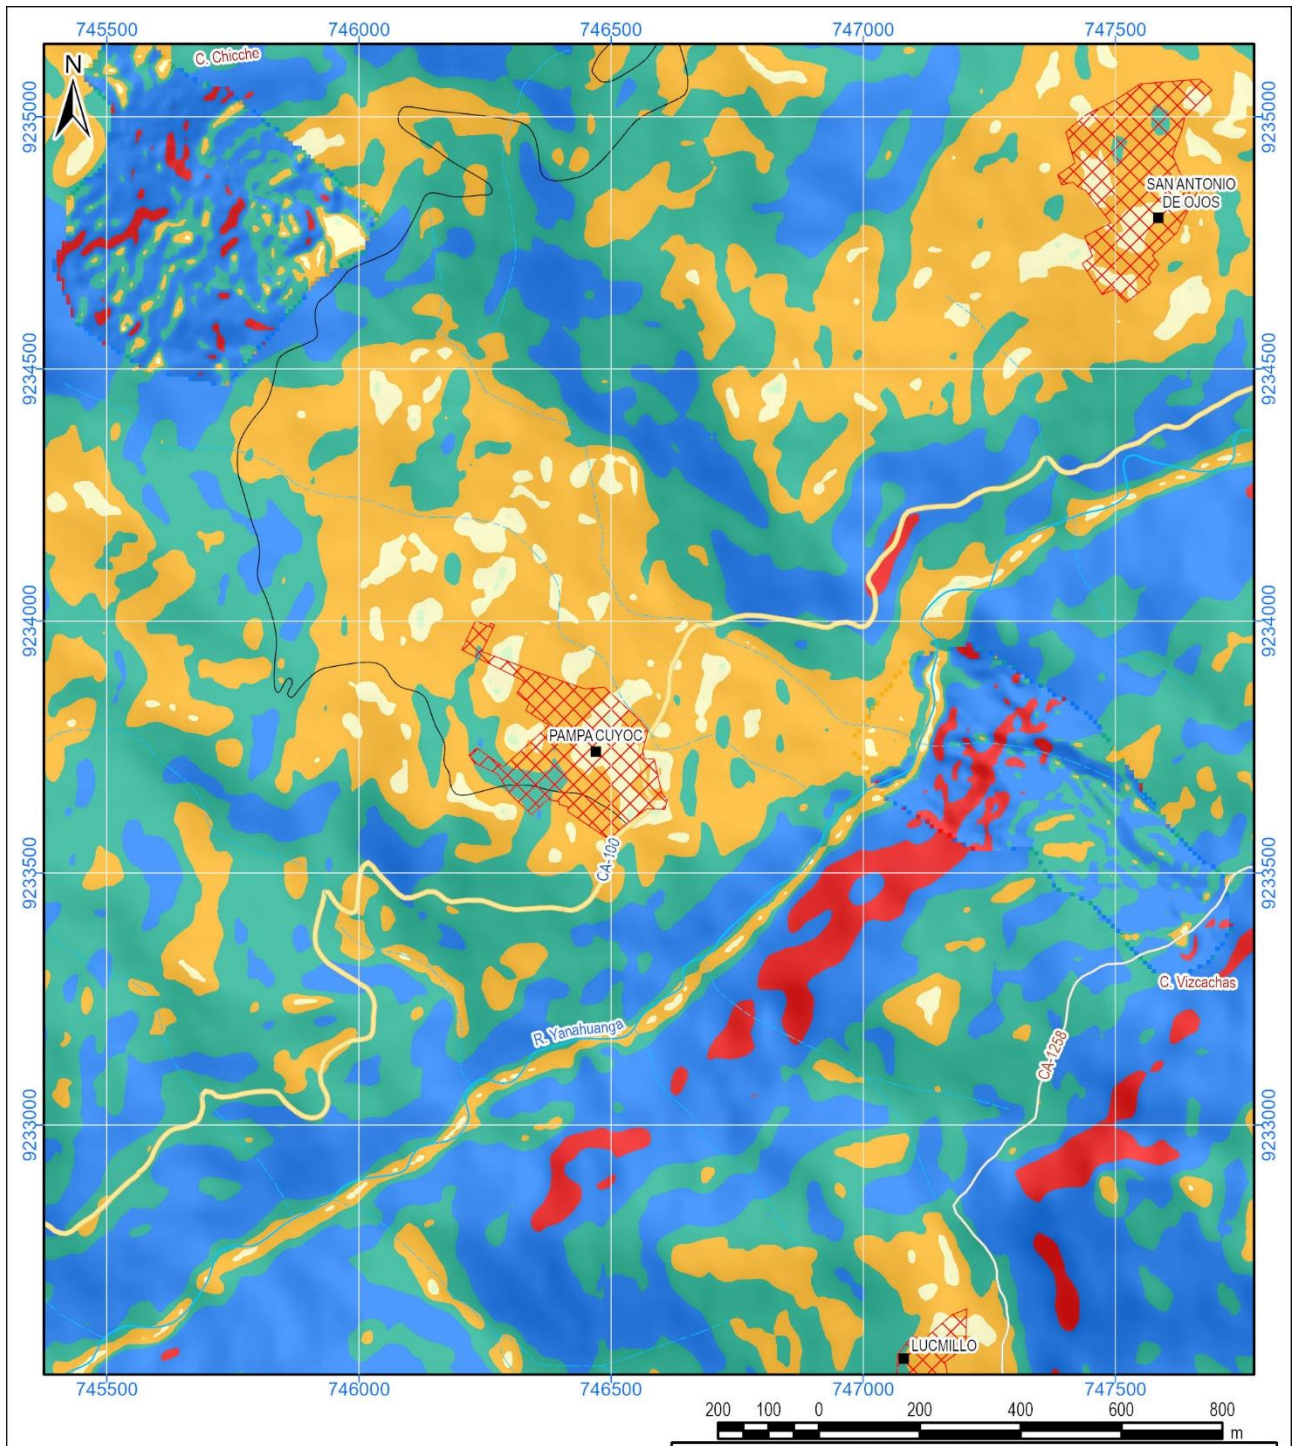 745500 746000 746500 747000 747500
C. Chicche
N
9235000 9235000
SAN ANTONIO
DE OJOS
9234500 9234500
9234000 9234000
PAMPA CUYOC
CA-100
9233500 9233500
C. Vizcachas
R. Yanahuanga
CA-1258
9233000 9233000
LUCMILLO
745500 746000 746500 747000 747500
200 100 0 200 400 600 800
m